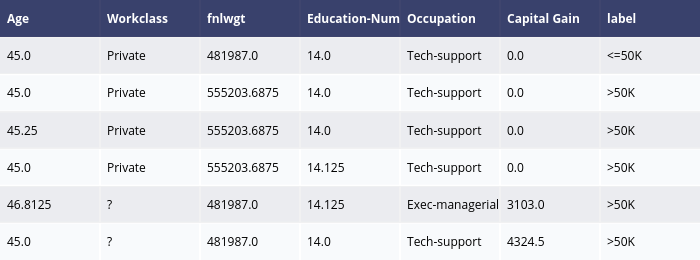 Age Workclass fnlwgt Education-Num Occupation Capital Gain label
45.0 Private 481987.0 14.0 Tech-support 0.0 <=50K
45.0 Private 555203.6875 14.0 Tech-support 0.0 >50K
45.25 Private 555203.6875 14.0 Tech-support 0.0 >50K
45.0 Private 555203.6875 14.125 Tech-support 0.0 >50K
46.8125 ? 481987.0 14.125 Exec-managerial 3103.0 >50K
45.0 ? 481987.0 14.0 Tech-support 4324.5 >50K